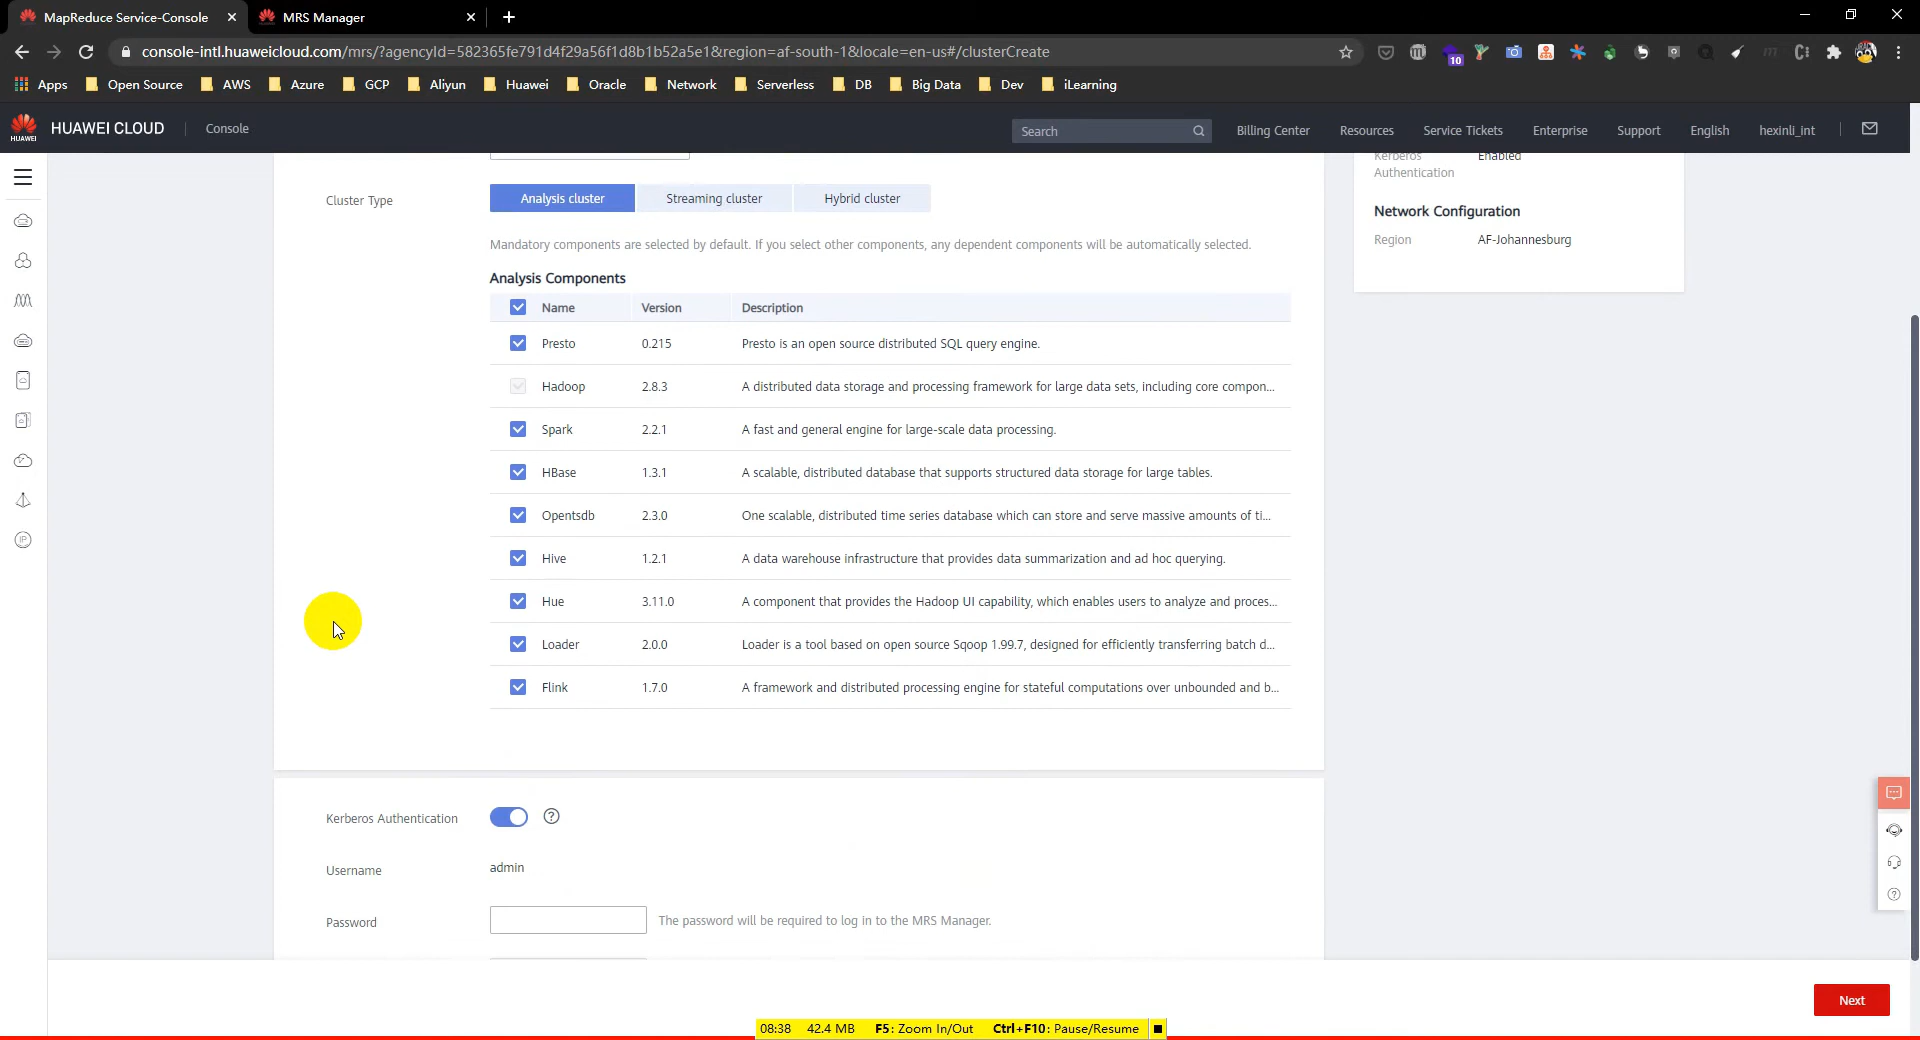 MapReduce Service-Console
MRS Manager
console-intl.huaweicloud.com/mrs/?agencyId=582365fe791d4f29a56f1d8b1b52a5e1&region=af-south-1&locale=en-us#/clusterCreate
10
Apps Open Source AWS Azure GCP Aliyun Huawei Oracle Network Serverless DB Big Data Dev iLearning
HUAWEI
HUAWEI CLOUD Console Search Billing Center Resources Service Tickets Enterprise Support English hexinli_int
Kerberos Authentication Enabled
Network Configuration
Region AF-Johannesburg
Cluster Type Analysis cluster Streaming cluster Hybrid cluster
Mandatory components are selected by default. If you select other components, any dependent components will be automatically selected.
Analysis Components
Name Version Description
Presto 0.215 Presto is an open source distributed SQL query engine.
Hadoop 2.8.3 A distributed data storage and processing framework for large data sets, including core compon...
Spark 2.2.1 A fast and general engine for large-scale data processing.
HBase 1.3.1 A scalable, distributed database that supports structured data storage for large tables.
Opentsdb 2.3.0 One scalable, distributed time series database which can store and serve massive amounts of ti...
Hive 1.2.1 A data warehouse infrastructure that provides data summarization and ad hoc querying.
Hue 3.11.0 A component that provides the Hadoop UI capability, which enables users to analyze and proces...
Loader 2.0.0 Loader is a tool based on open source Sqoop 1.99.7, designed for efficiently transferring batch d...
Flink 1.7.0 A framework and distributed processing engine for stateful computations over unbounded and b...
Kerberos Authentication
Username admin
Password The password will be required to log in to the MRS Manager.
Next
08:38 42.4 MB F5: Zoom In/Out Ctrl+F10: Pause/Resume